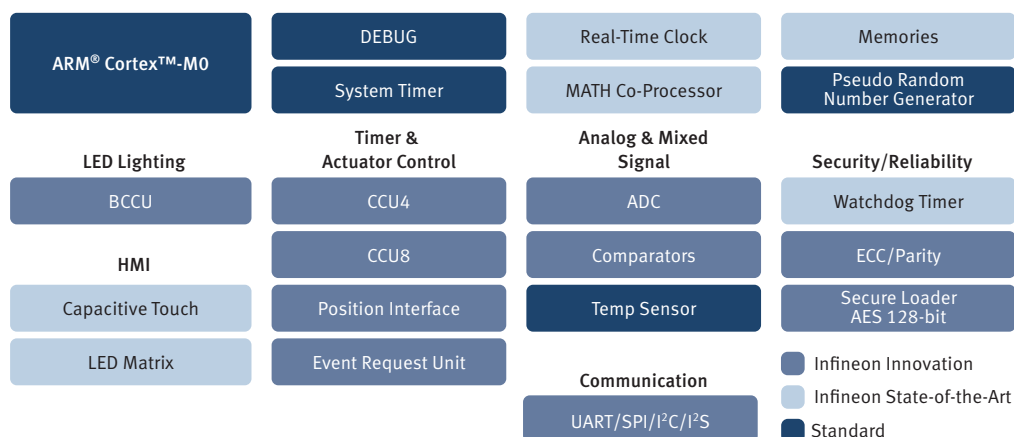 ARM® Cortex™-M0
DEBUG
System Timer
Real-Time Clock
MATH Co-Processor
Memories
Pseudo Random
Number Generator
LED Lighting
BCCU
HMI
Capacitive Touch
LED Matrix
Timer &
Actuator Control
CCU4
CCU8
Position Interface
Event Request Unit
Analog & Mixed
Signal
ADC
Comparators
Temp Sensor
Communication
UART/SPI/I²C/I²S
Security/Reliability
Watchdog Timer
ECC/Parity
Secure Loader
AES 128-bit
Infineon Innovation
Infineon State-of-the-Art
Standard